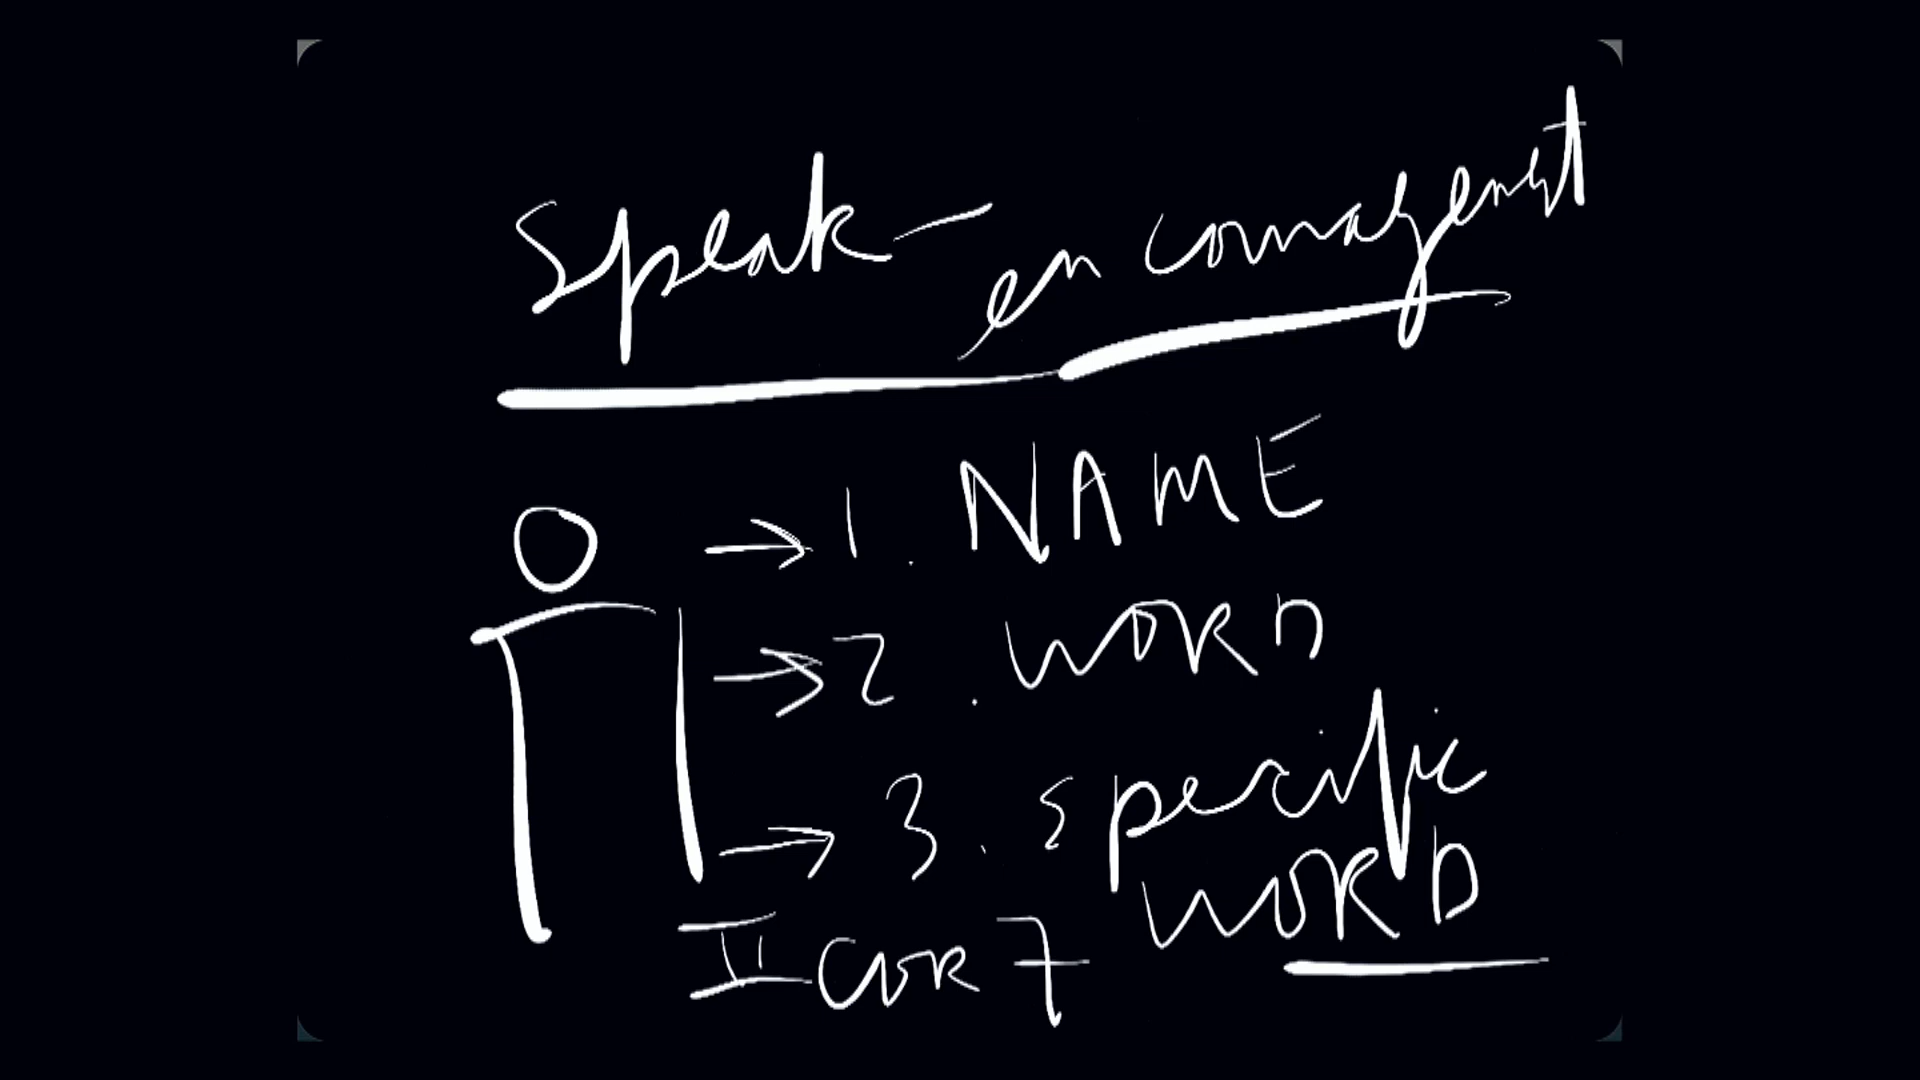 Speak - encouragement
→ 1. NAME
→ 2. WORD
→ 3. specific
WORD
II COR 7